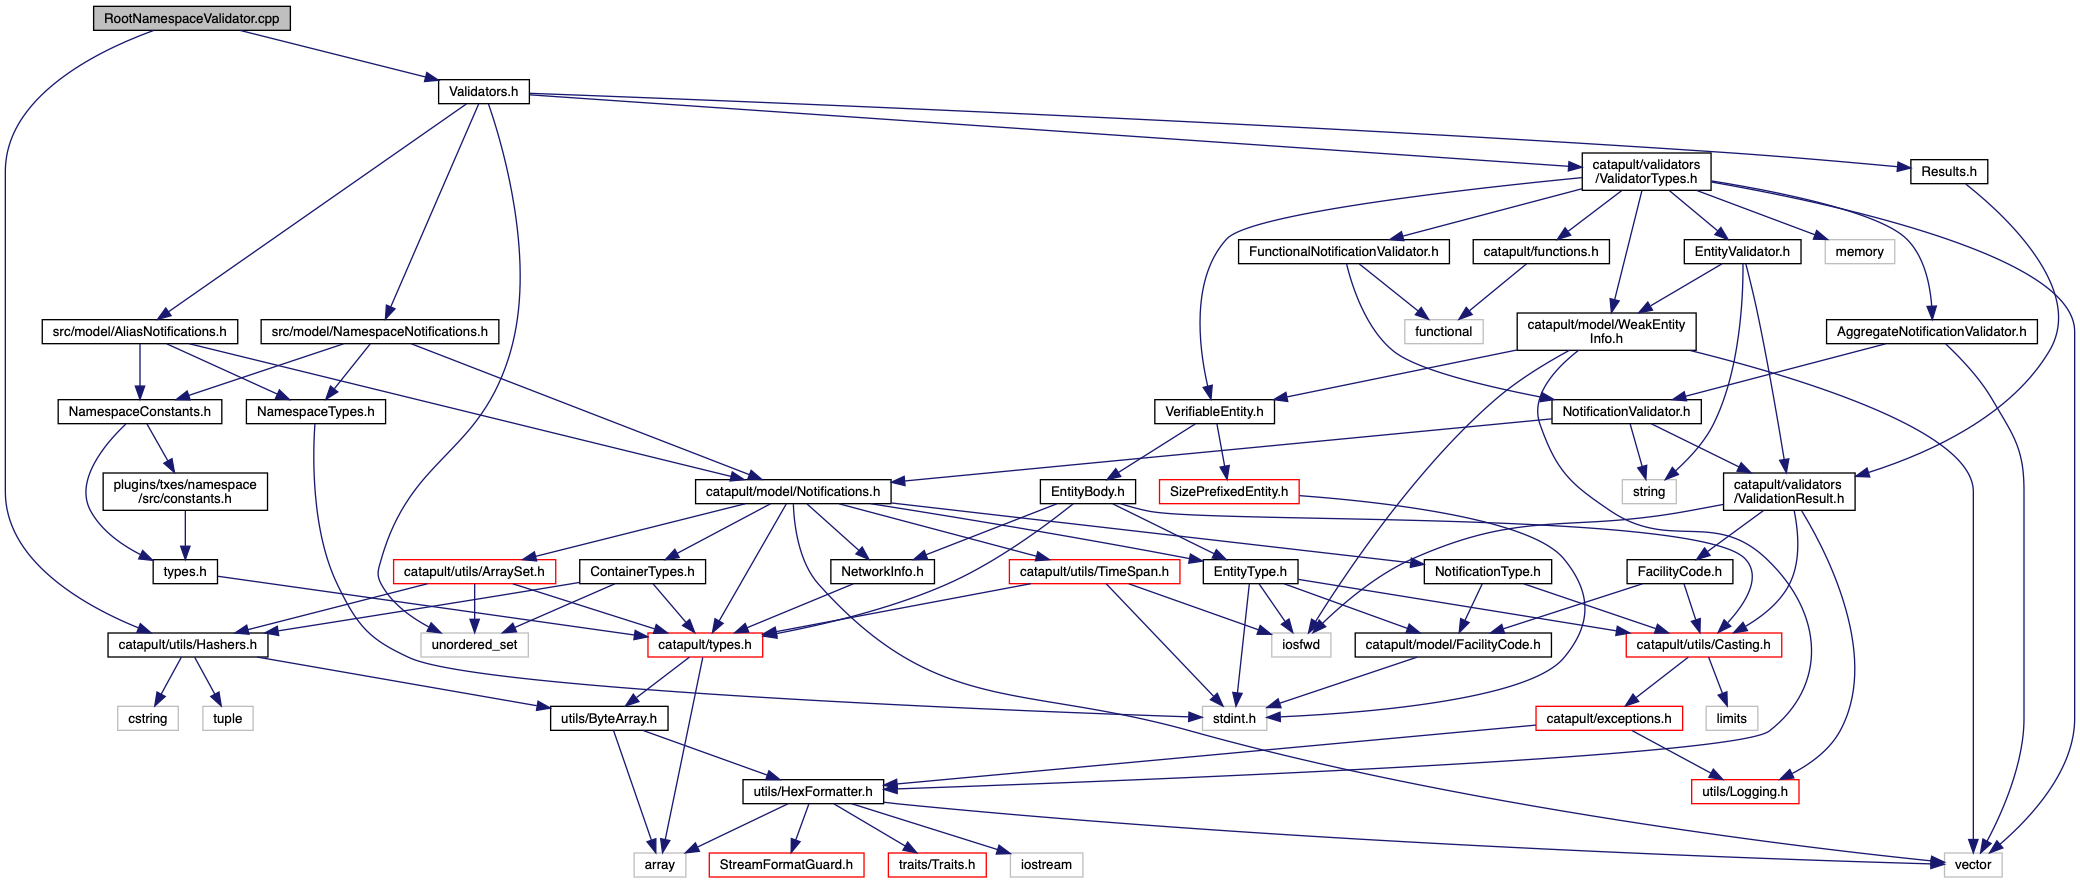 RootNamespaceValidator.cpp
Validators.h
catapult/validators
/ValidatorTypes.h
Results.h
FunctionalNotificationValidator.h
catapult/functions.h
EntityValidator.h
memory
src/model/AliasNotifications.h
src/model/NamespaceNotifications.h
functional
catapult/model/WeakEntity
Info.h
AggregateNotificationValidator.h
NamespaceConstants.h
NamespaceTypes.h
VerifiableEntity.h
NotificationValidator.h
plugins/txes/namespace
/src/constants.h
catapult/model/Notifications.h
EntityBody.h
SizePrefixedEntity.h
string
catapult/validators
/ValidationResult.h
types.h
catapult/utils/ArraySet.h
ContainerTypes.h
NetworkInfo.h
catapult/utils/TimeSpan.h
EntityType.h
NotificationType.h
FacilityCode.h
catapult/utils/Hashers.h
unordered_set
catapult/types.h
iosfwd
catapult/model/FacilityCode.h
catapult/utils/Casting.h
cstring
tuple
utils/ByteArray.h
stdint.h
catapult/exceptions.h
limits
utils/HexFormatter.h
utils/Logging.h
array
StreamFormatGuard.h
traits/Traits.h
iostream
vector